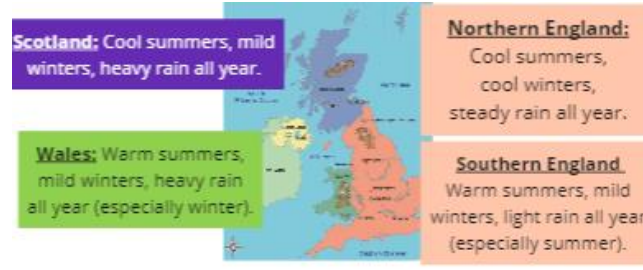 Scotland: Cool summers, mild
winters, heavy rain all year.
Northern England:
Cool summers,
cool winters,
steady rain all year.
Wales: Warm summers,
mild winters, heavy rain
all year (especially winter).
Southern England
Warm summers, mild
winters, light rain all year
(especially summer).